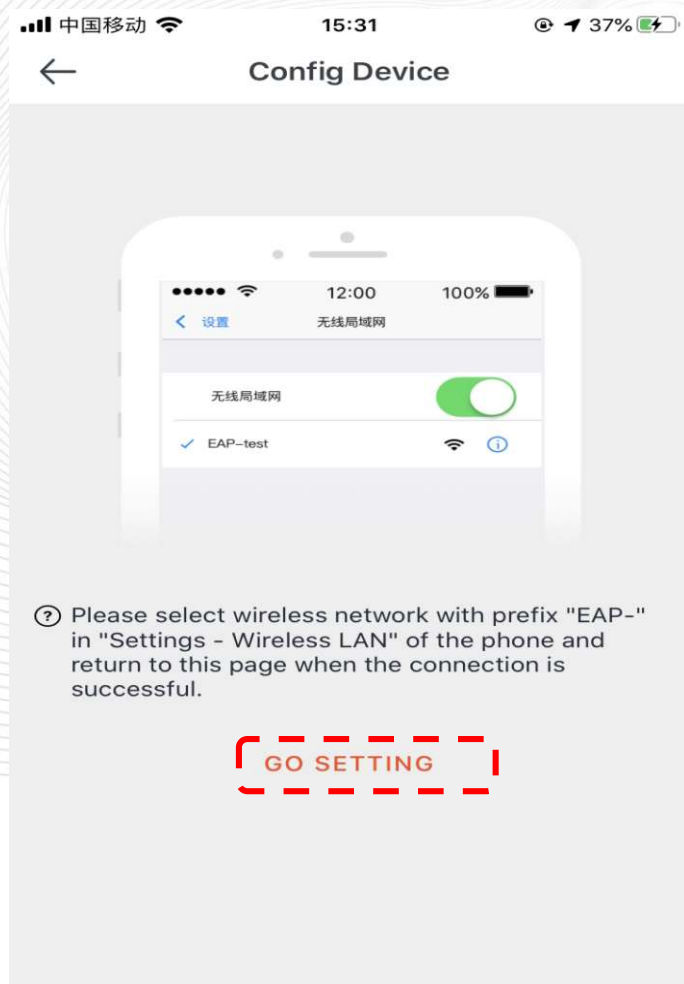 中国移动 15:31 37%
Config Device
12:00 100%
设置 无线局域网
无线局域网
EAP-test
Please select wireless network with prefix "EAP-"
in "Settings - Wireless LAN" of the phone and
return to this page when the connection is
successful.
GO SETTING